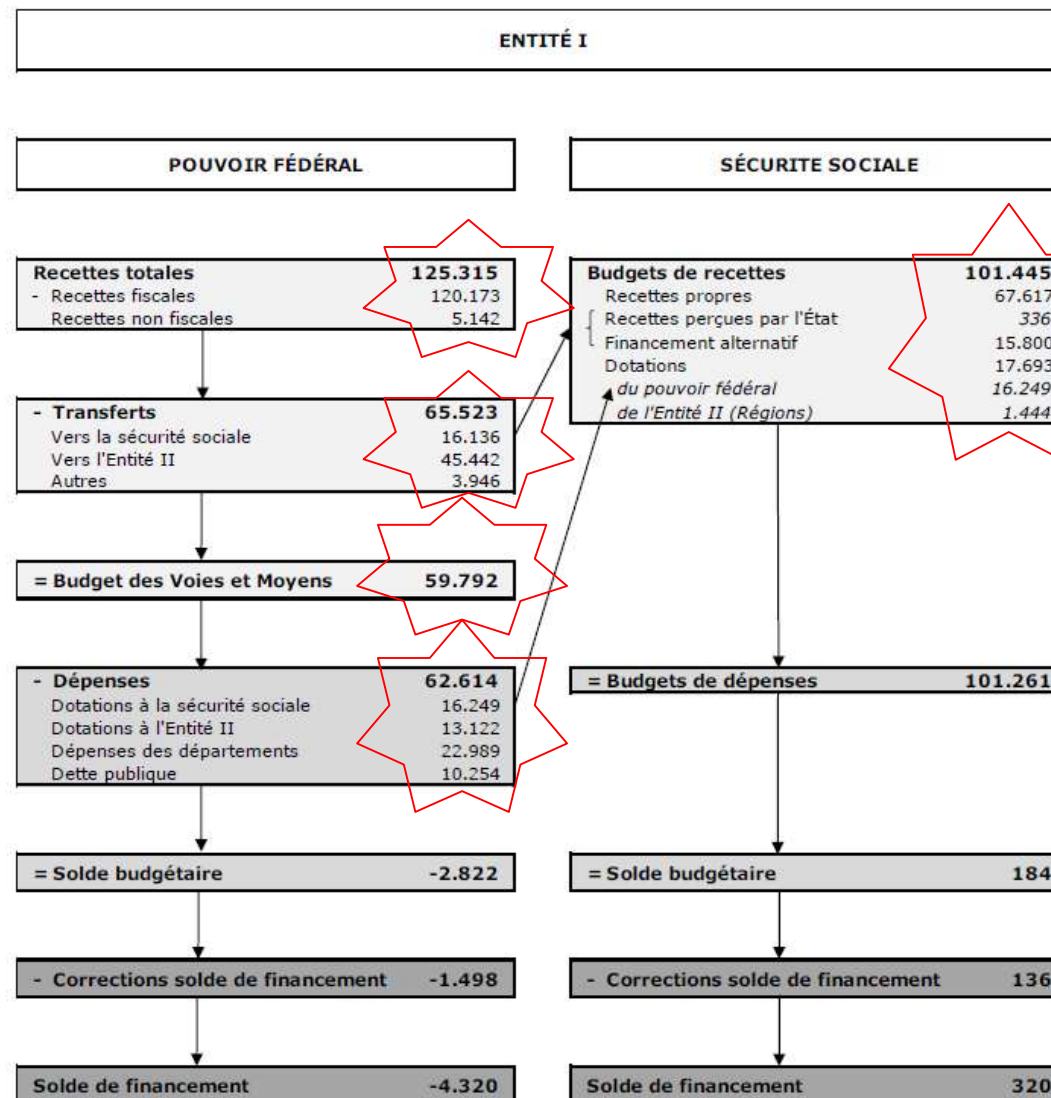 ENTITÉ I
POUVOIR FÉDÉRAL
Recettes totales 125.315
- Recettes fiscales 120.173
Recettes non fiscales 5.142
- Transferts 65.523
Vers la sécurité sociale 16.136
Vers l'Entité II 45.442
Autres 3.946
= Budget des Voies et Moyens 59.792
- Dépenses 62.614
Dotations à la sécurité sociale 16.249
Dotations à l'Entité II 13.122
Dépenses des départements 22.989
Dette publique 10.254
= Solde budgétaire -2.822
- Corrections solde de financement -1.498
Solde de financement -4.320
SÉCURITE SOCIALE
Budgets de recettes 101.445
Recettes propres 67.617
Recettes perçues par l'État 336
Financement alternatif 15.800
Dotations 17.693
du pouvoir fédéral 16.249
de l'Entité II (Régions) 1.444
= Budgets de dépenses 101.261
= Solde budgétaire 184
- Corrections solde de financement 136
Solde de financement 320